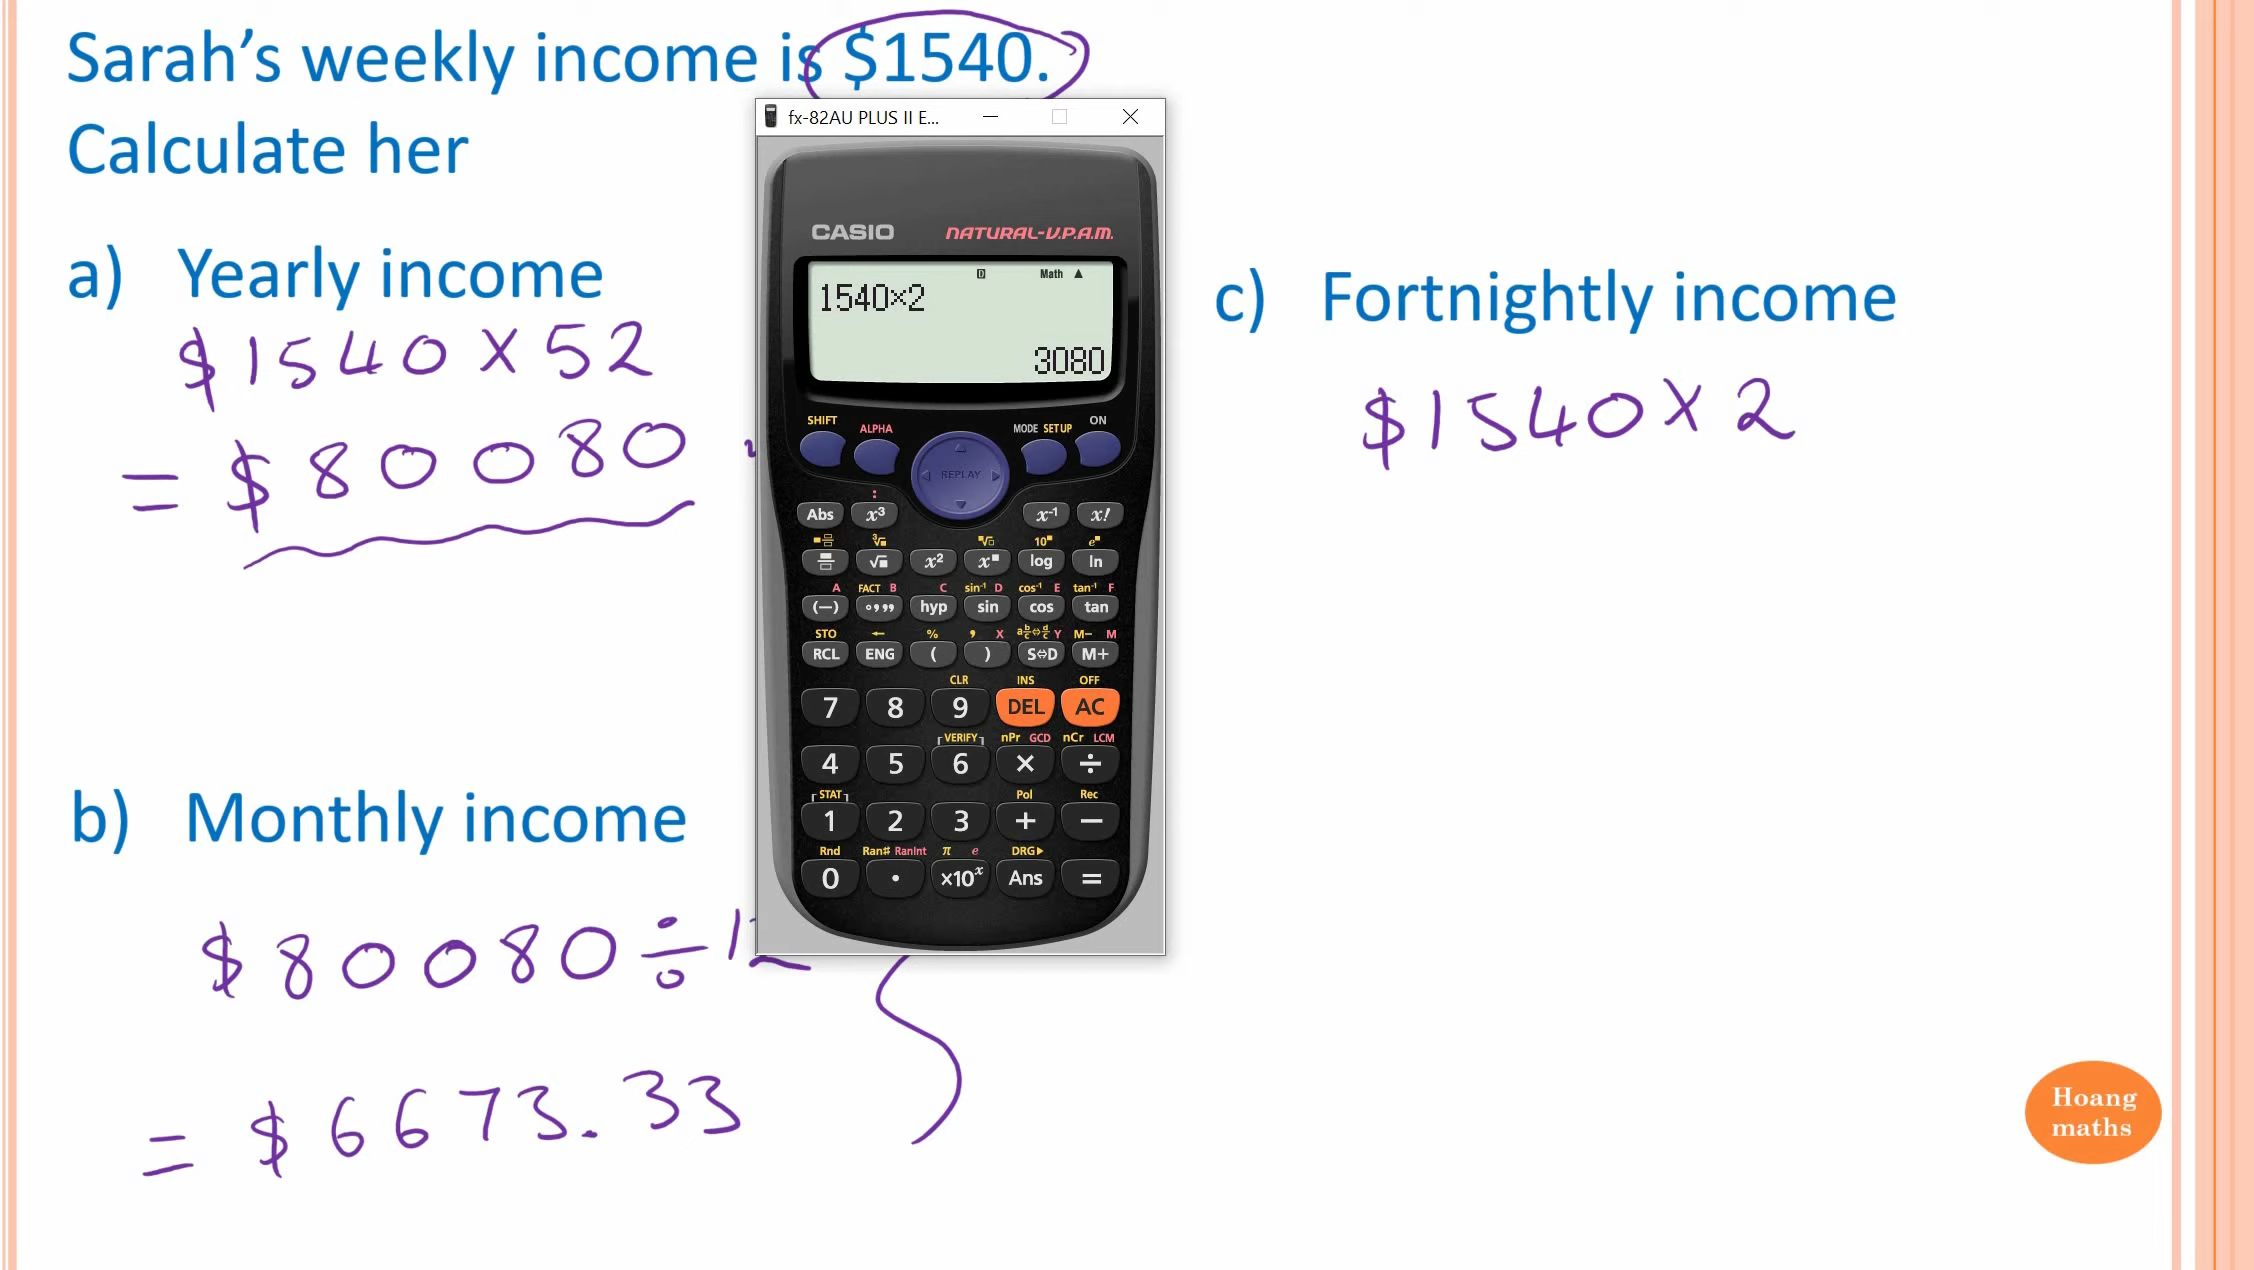 Sarah's weekly income is $1540.
Calculate her
a) Yearly income
$1540 × 52
= $80080
b) Monthly income
$80080 ÷ 12
= $6673.33
fx-82AU PLUS II E...
CASIO NATURAL-V.P.A.M.
D Math ▲
1540×2
3080
SHIFT ALPHA MODE SETUP ON
REPLAY
:
Abs x³ x⁻¹ x!
■■/□ ³√■ ■√□ 10■ e■
■/□ √■ x² x■ log ln
A FACT B C sin⁻¹ D cos⁻¹ E tan⁻¹ F
(−) °,,, hyp sin cos tan
STO ← % , X a b/c⇔d/c Y M− M
RCL ENG ( ) S⇔D M+
CLR INS OFF
7 8 9 DEL AC
VERIFY nPr GCD nCr LCM
4 5 6 × ÷
STAT Pol Rec
1 2 3 + −
Rnd Ran# RanInt π e DRG▶
0 . ×10ˣ Ans =
c) Fortnightly income
$1540 × 2
Hoang
maths